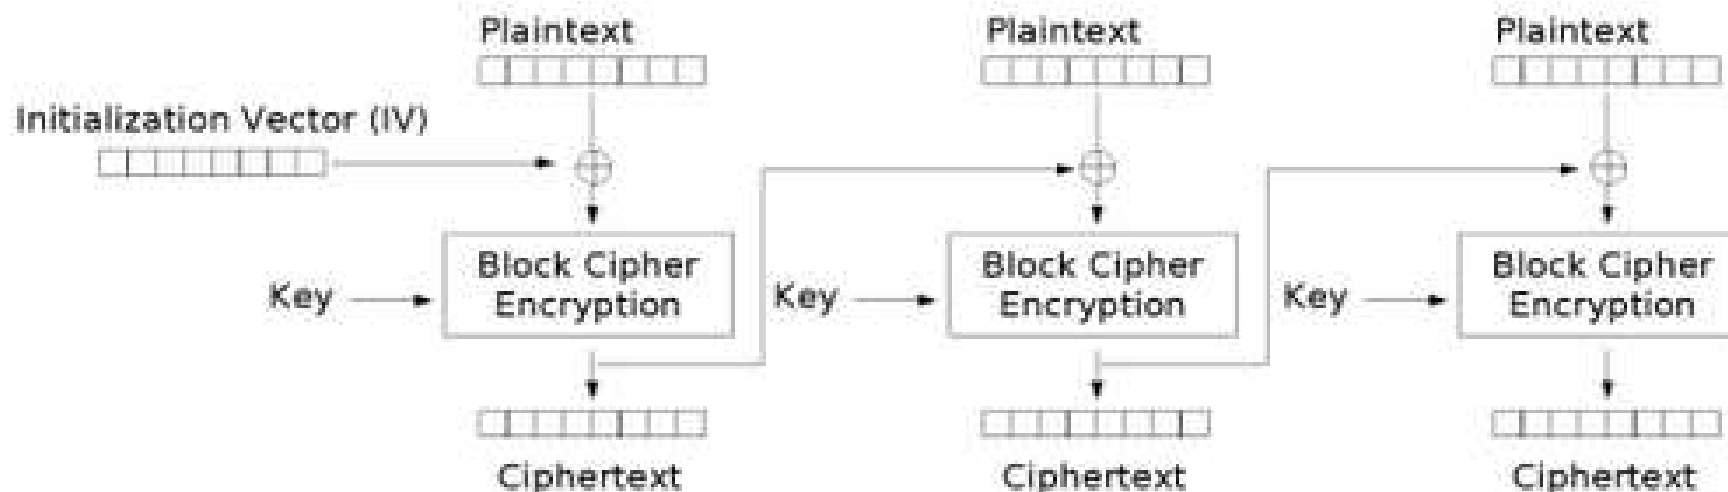 Plaintext
Plaintext
Plaintext
Initialization Vector (IV)
Key
Block Cipher
Encryption
Key
Block Cipher
Encryption
Key
Block Cipher
Encryption
Ciphertext
Ciphertext
Ciphertext